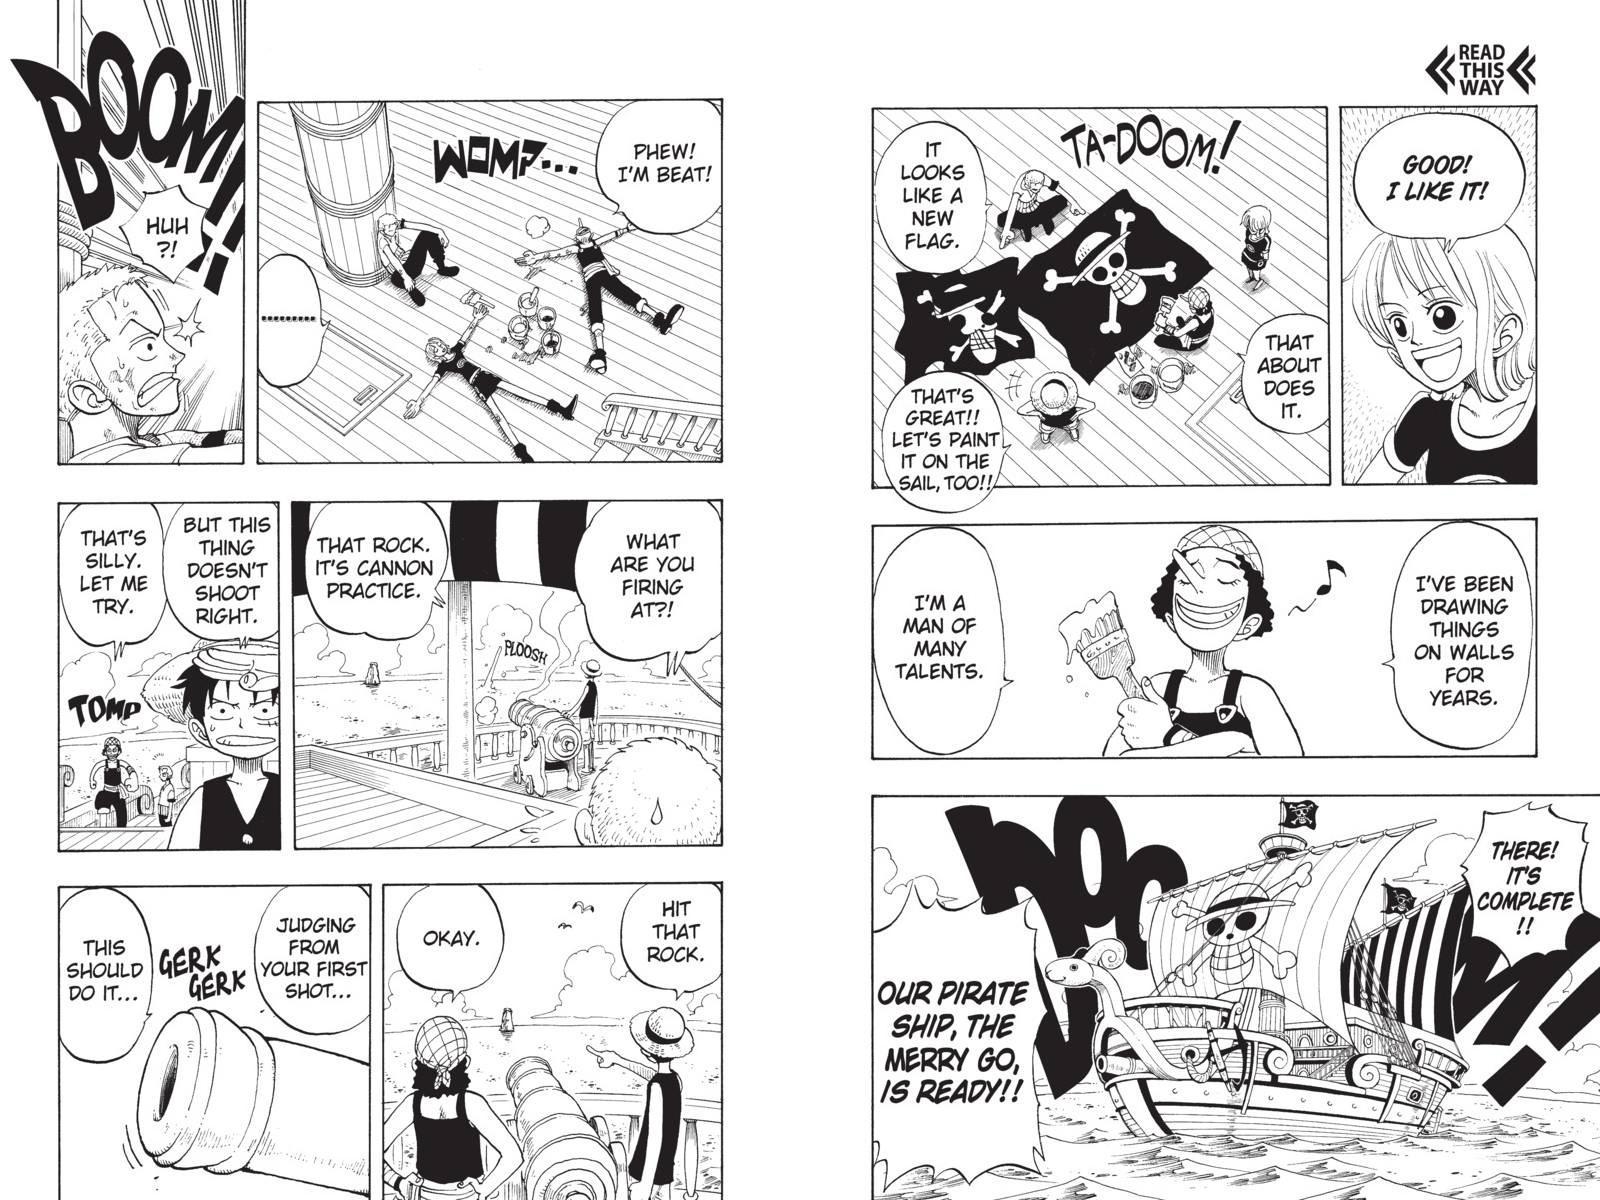 READ
THIS
WAY
GOOD!
I LIKE IT!
TA-DOOM!
IT
LOOKS
LIKE A
NEW
FLAG.
THAT
ABOUT
DOES
IT.
THAT'S
GREAT!!
LET'S PAINT
IT ON THE
SAIL, TOO!!
I'VE BEEN
DRAWING
THINGS
ON WALLS
FOR
YEARS.
I'M A
MAN OF
MANY
TALENTS.
THERE!
IT'S
COMPLETE
!!
OUR PIRATE
SHIP, THE
MERRY GO,
IS READY!!
PHEW!
I'M BEAT!
WOMP...
.........
BOOM!!
HUH
?!
WHAT
ARE YOU
FIRING
AT?!
THAT ROCK.
IT'S CANNON
PRACTICE.
PLOOSH
BUT THIS
THING
DOESN'T
SHOOT
RIGHT.
THAT'S
SILLY.
LET ME
TRY.
TOMP
HIT
THAT
ROCK.
OKAY.
JUDGING
FROM
YOUR FIRST
SHOT...
GERK
GERK
THIS
SHOULD
DO IT...